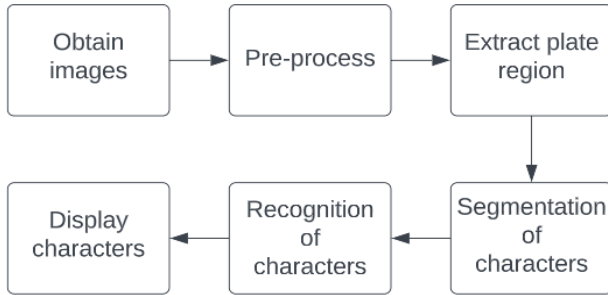 Obtain
images
Pre-process
Extract plate
region
Segmentation
of
characters
Recognition
of
characters
Display
characters